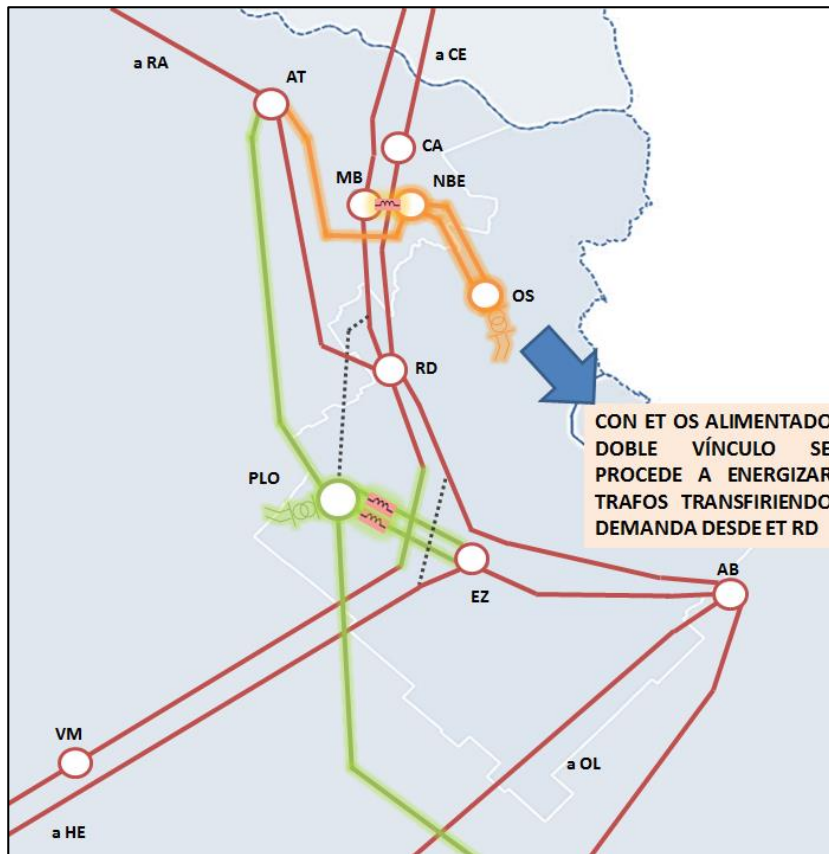 a RA
AT
a CE
CA
MB
NBE
OS
RD
CON ET OS ALIMENTADO
DOBLE VÍNCULO SE
PROCEDE A ENERGIZAR
TRAFOS TRANSFIRIENDO
DEMANDA DESDE ET RD
PLO
EZ
AB
VM
a OL
a HE